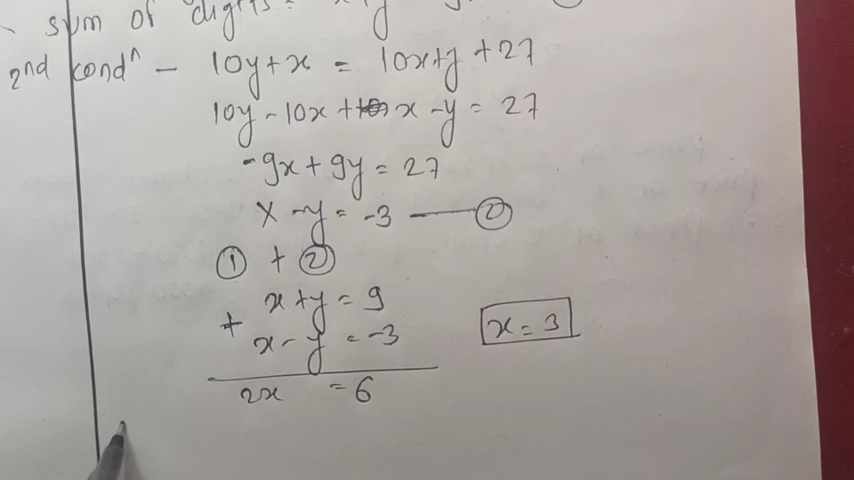 sum of digits = x+y
2nd condⁿ - 10y+x = 10x+y +27
10y - 10x + x - y = 27
-9x + 9y = 27
x - y = -3 — ②
① + ②
x+y = 9
+ x - y = -3
x = 3
2x = 6